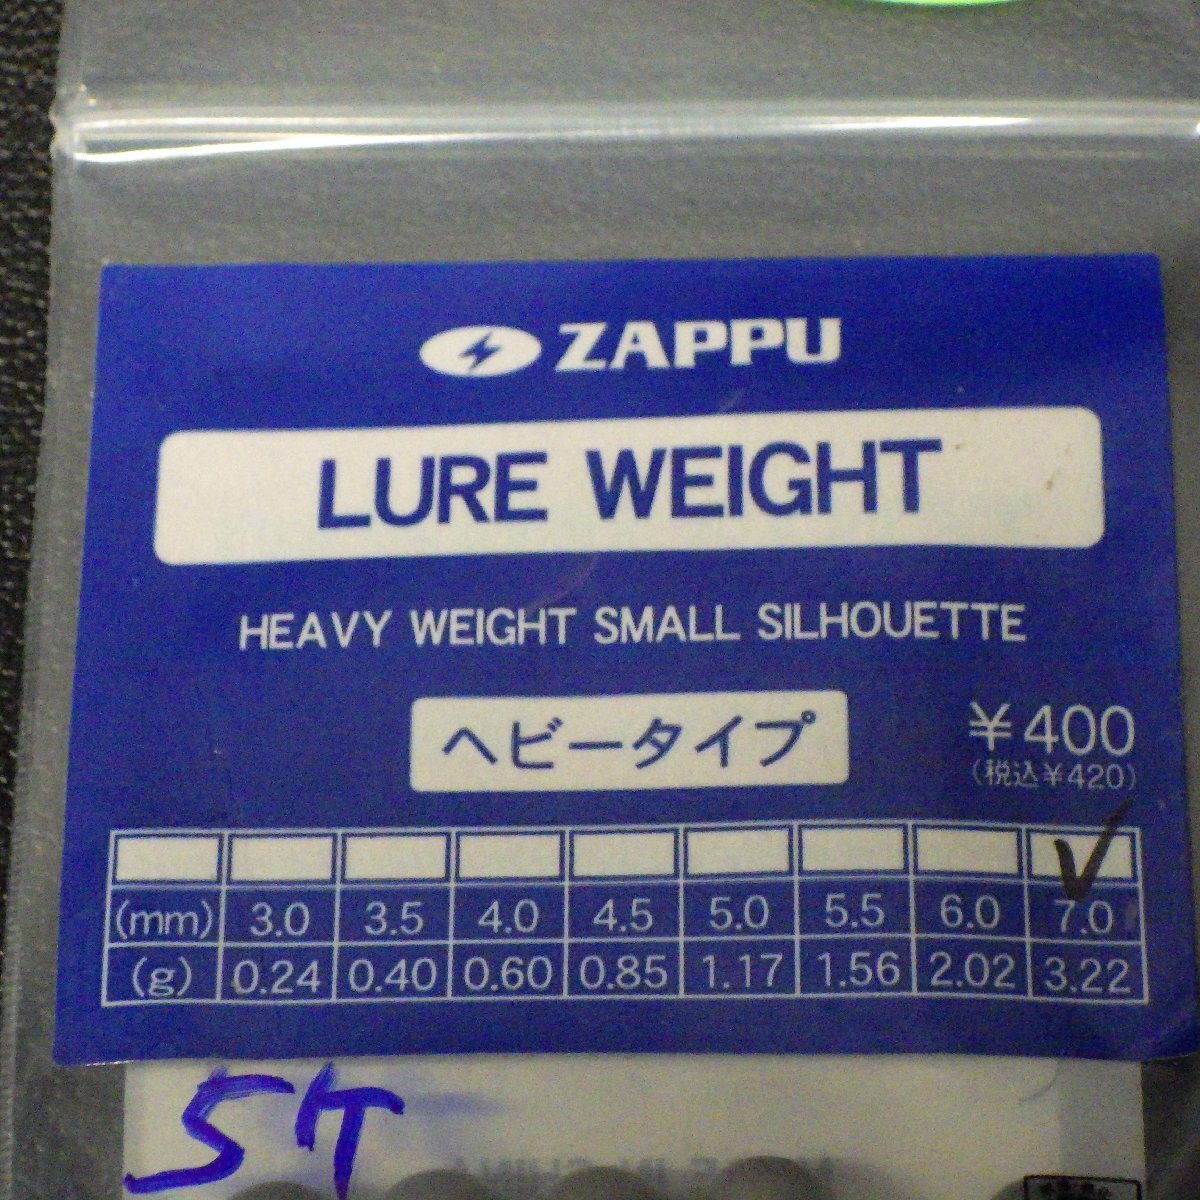 ZAPPU
LURE WEIGHT
HEAVY WEIGHT SMALL SILHOUETTE
ヘビータイプ
¥400
(税込¥420)
(mm) 3.0 3.5 4.0 4.5 5.0 5.5 6.0 7.0
(g) 0.24 0.40 0.60 0.85 1.17 1.56 2.02 3.22
5ケ